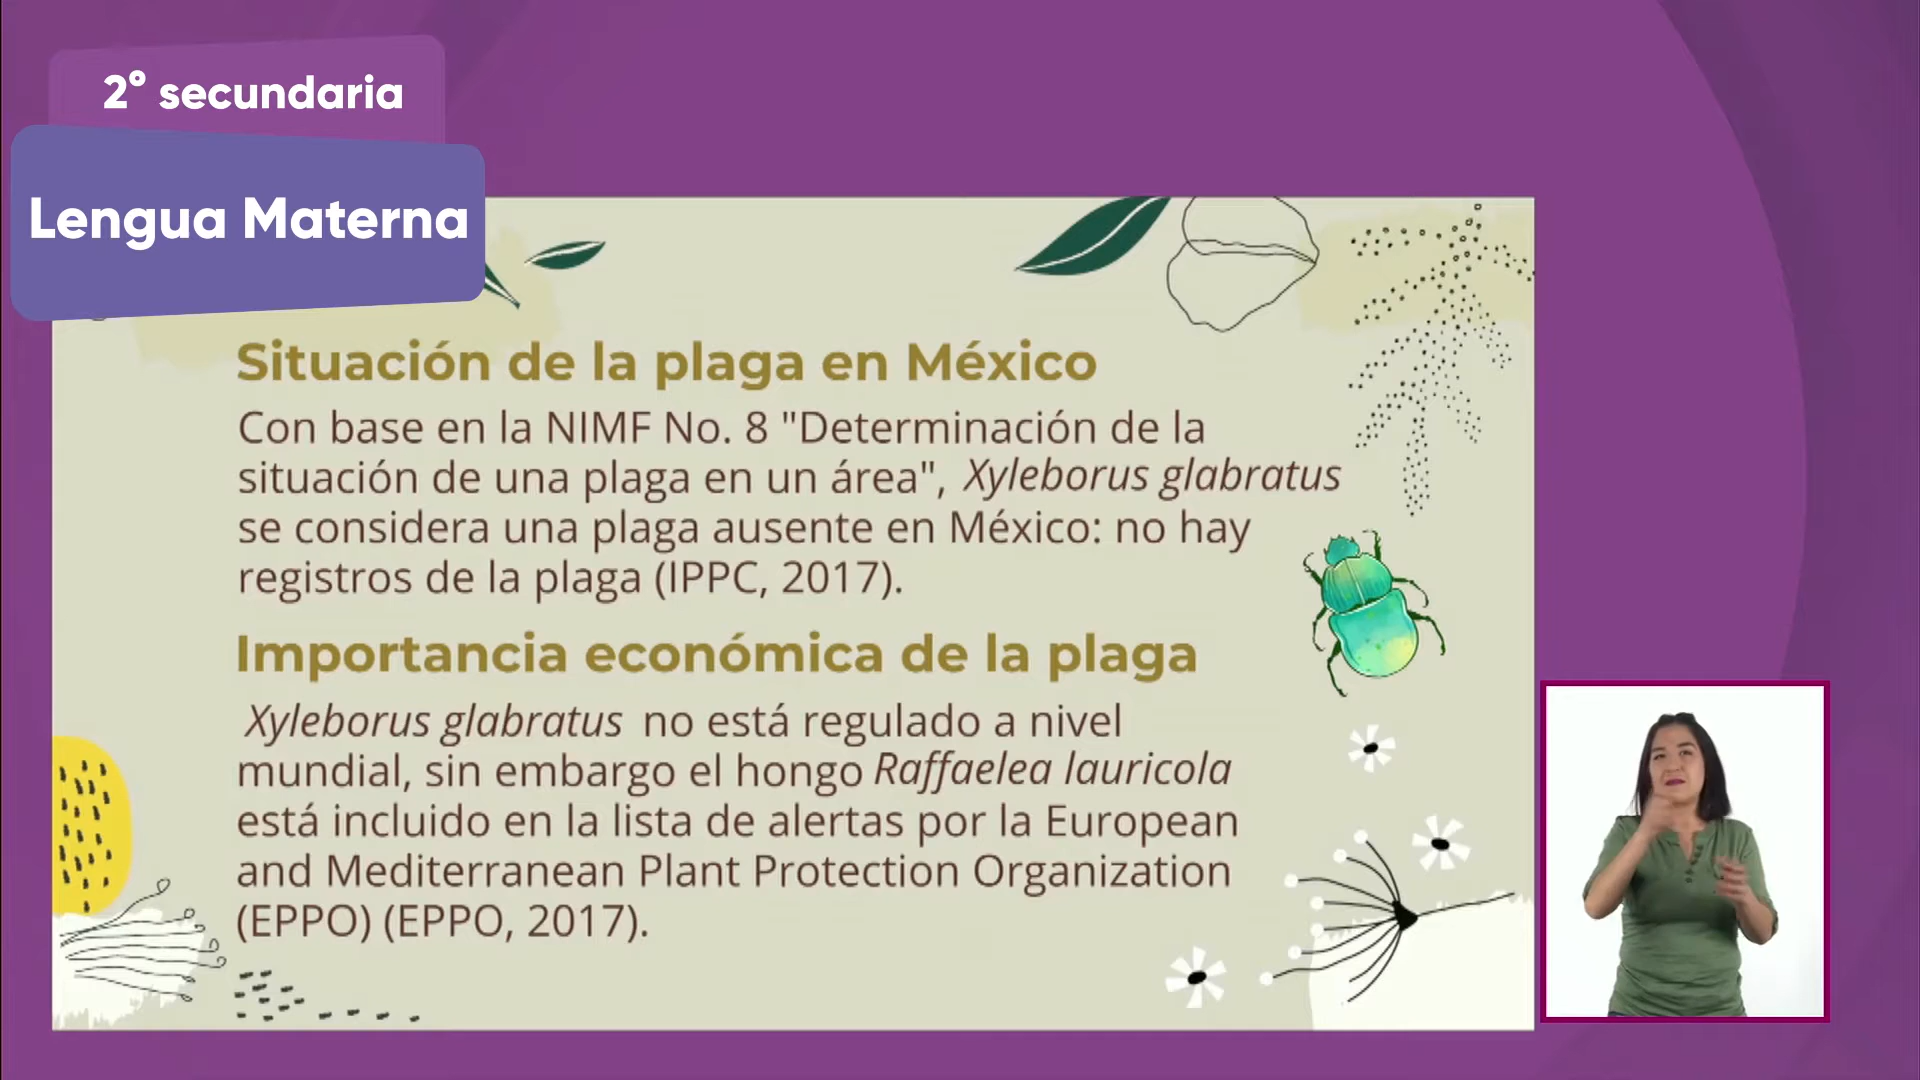 2° secundaria
Lengua Materna
Situación de la plaga en México
Con base en la NIMF No. 8 "Determinación de la
situación de una plaga en un área", Xyleborus glabratus
se considera una plaga ausente en México: no hay
registros de la plaga (IPPC, 2017).
Importancia económica de la plaga
Xyleborus glabratus no está regulado a nivel
mundial, sin embargo el hongo Raffaelea lauricola
está incluido en la lista de alertas por la European
and Mediterranean Plant Protection Organization
(EPPO) (EPPO, 2017).